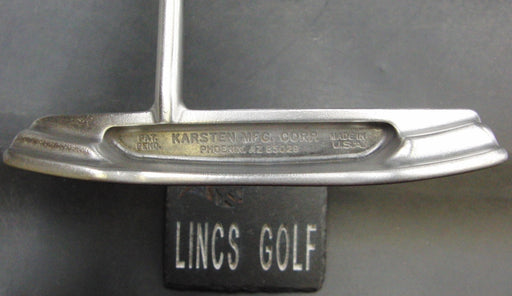 PAT. PEND. KARSTEN MFG. CORP. MADE IN U.S.A.
PHOENIX, AZ 85029
LINCS GOLF